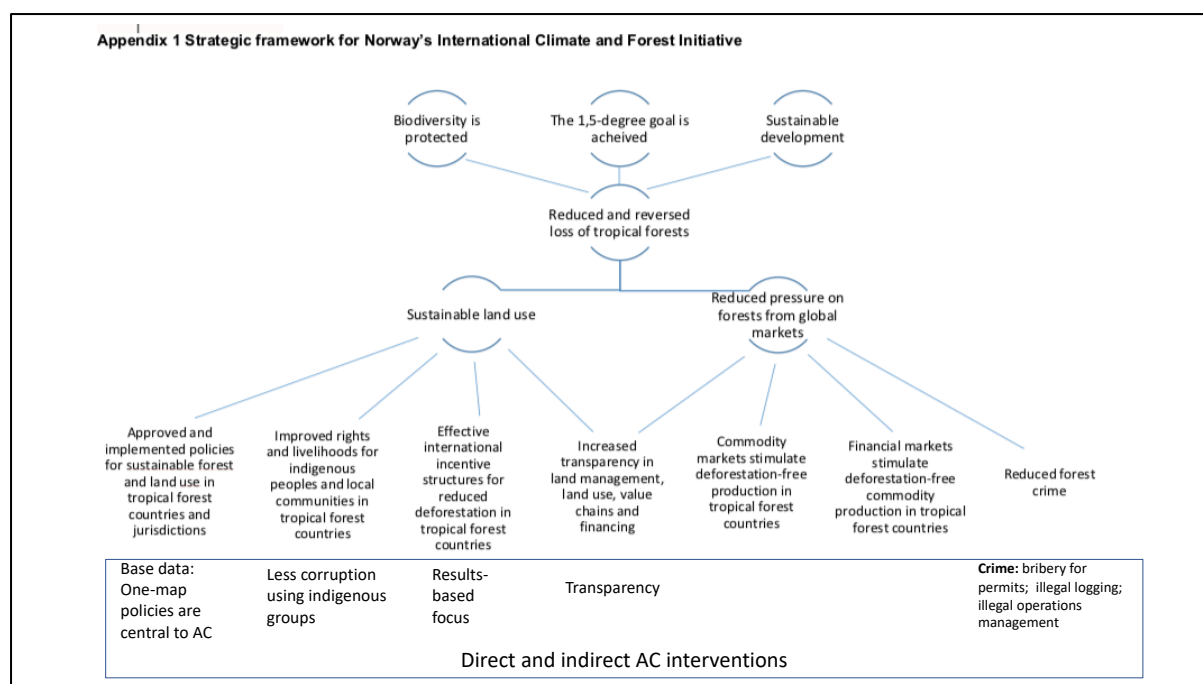 Appendix 1 Strategic framework for Norway's International Climate and Forest Initiative
Biodiversity is
protected
The 1,5-degree goal is
acheived
Sustainable
development
Reduced and reversed
loss of tropical forests
Sustainable land use
Reduced pressure on
forests from global
markets
Approved and
implemented policies
for sustainable forest
and land use in
tropical forest
countries and
jurisdictions
Improved rights
and livelihoods for
indigenous
peoples and local
communities in
tropical forest
countries
Effective
international
incentive
structures for
reduced
deforestation in
tropical forest
countries
Increased
transparency in
land management,
land use, value
chains and
financing
Commodity
markets stimulate
deforestation-free
production in
tropical forest
countries
Financial markets
stimulate
deforestation-free
commodity
production in tropical
forest countries
Reduced forest
crime
Base data:
One-map
policies are
central to AC
Less corruption
using indigenous
groups
Results-
based
focus
Transparency
Crime: bribery for
permits; illegal logging;
illegal operations
management
Direct and indirect AC interventions